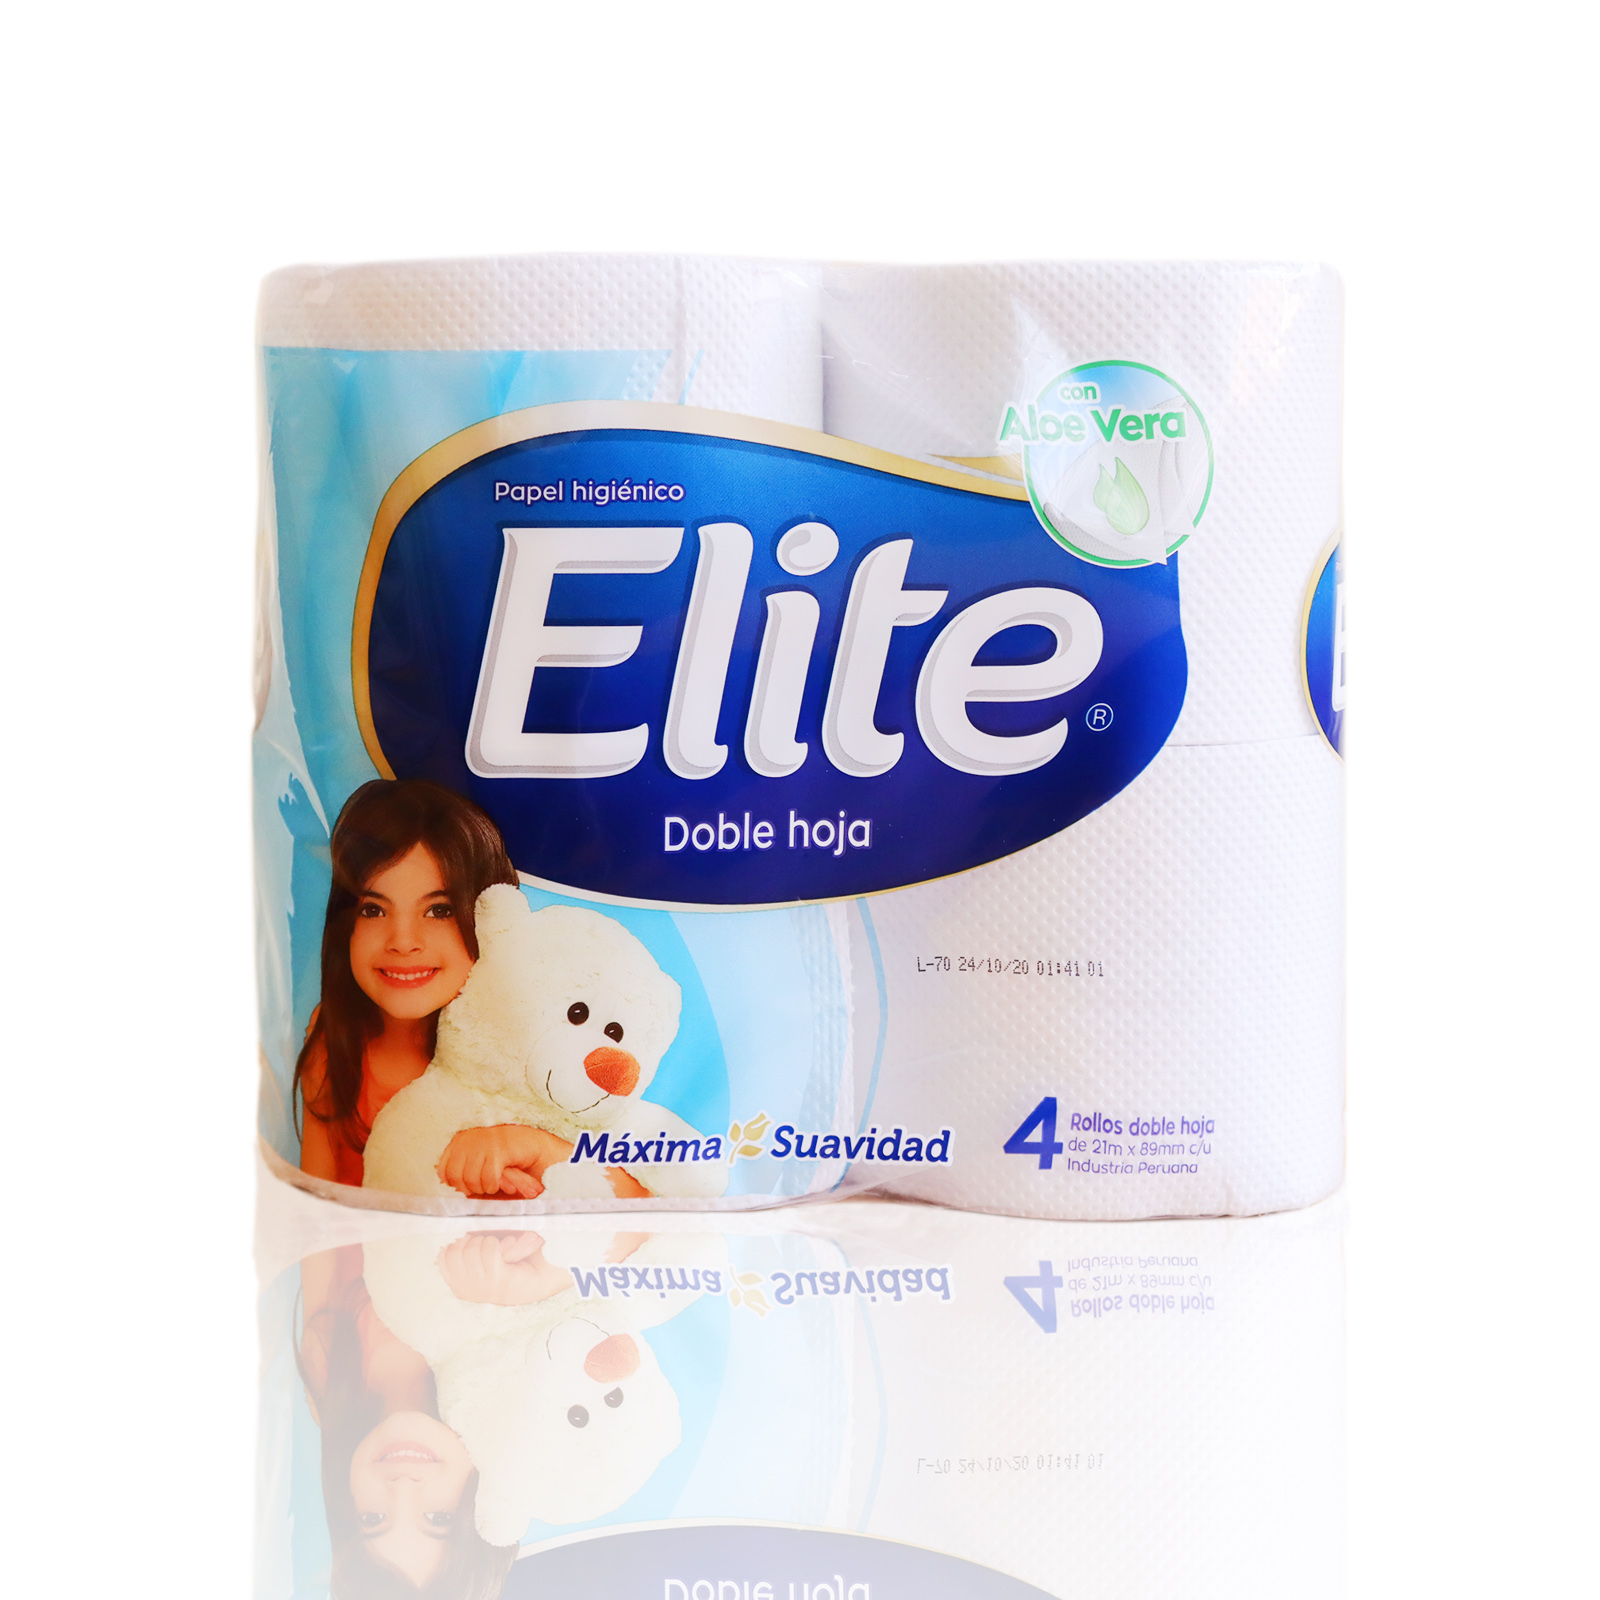 con
Aloe Vera
Papel higiénico
Elite
®
Doble hoja
L-70 24/10/20 01:41 01
Máxima Suavidad
4 Rollos doble hoja
de 21m x 89mm c/u
Industria Peruana